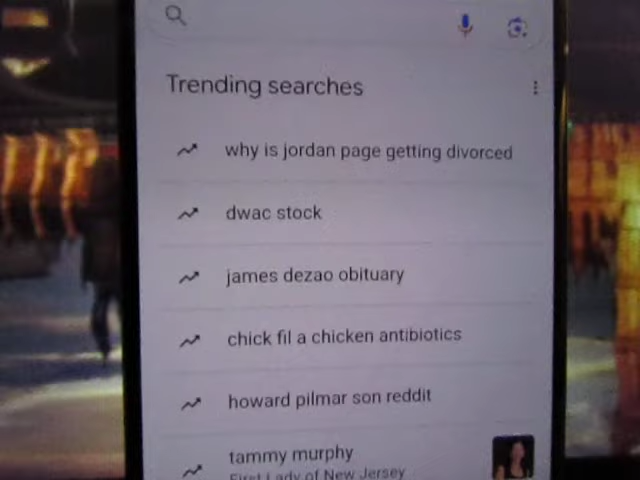 Trending searches
why is jordan page getting divorced
dwac stock
james dezao obituary
chick fil a chicken antibiotics
howard pilmar son reddit
tammy murphy
First Lady of New Jersey